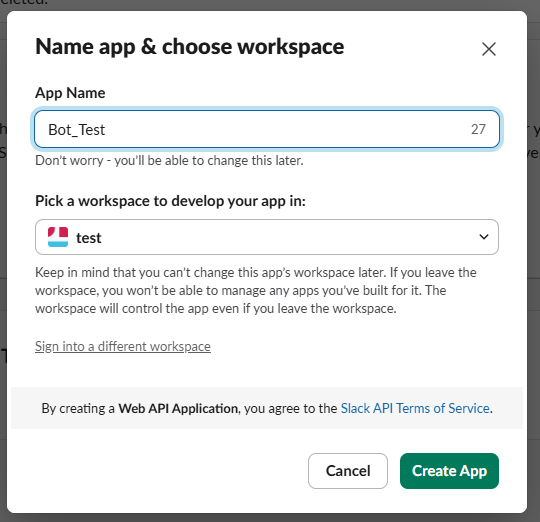 eleted.
Name app & choose workspace
App Name
Bot_Test 27
Don't worry - you'll be able to change this later.
Pick a workspace to develop your app in:
test
Keep in mind that you can't change this app's workspace later. If you leave the
workspace, you won't be able to manage any apps you've built for it. The
workspace will control the app even if you leave the workspace.
Sign into a different workspace
By creating a Web API Application, you agree to the Slack API Terms of Service.
Cancel Create App